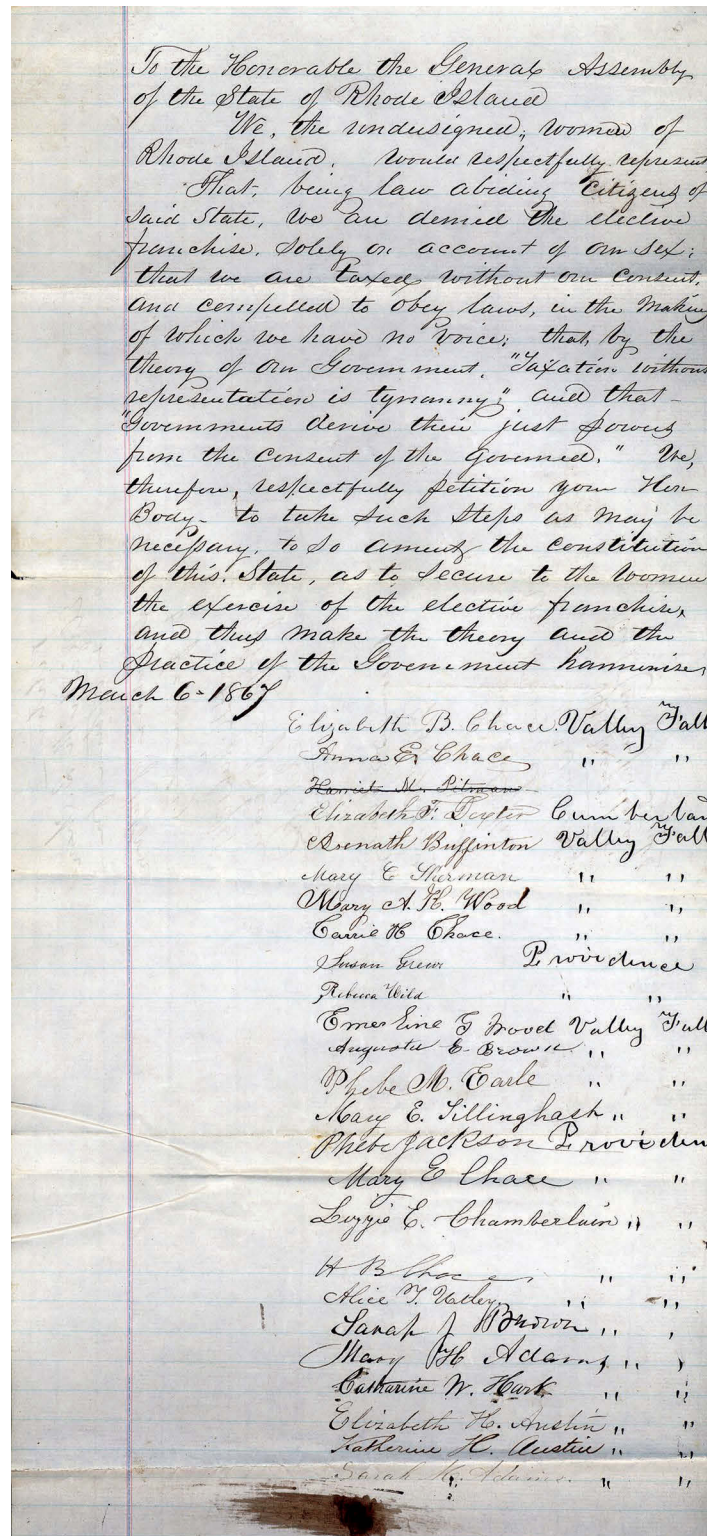 To the Honorable the General Assembly
of the State of Rhode Island
We, the undersigned, women of
Rhode Island, would respectfully represent
That, being law abiding citizens of
said State, we are denied the elective
franchise, solely on account of our sex;
that we are taxed without our consent,
and compelled to obey laws, in the making
of which we have no voice; that, by the
theory of our Government, "Taxation without
representation is tyranny;" and that –
"Governments derive their just powers
from the consent of the governed." We,
therefore, respectfully petition your Hon
Body – to take such steps as may be
necessary, to so amend the constitution
of this State, as to secure to the women
the exercise of the elective franchise,
and thus make the theory and the
practice of the Government harmonise,
March 6 – 1867
Elizabeth B. Chace. Valley Fall
Anna E. Chace " "
Harriet M. Pitman
Elizabeth F. Dexter Cumberlan
Asenath Buffinton Valley Fall
Mary E Sherman " "
Mary A. H. Wood " "
Carrie H Chace. " "
Susan Grew Providence
Rebecca Wild " "
Emerline G Wood Valley Fall
Augusta E. Brown " "
Phebe M. Earle " "
Mary E. Tillinghast " "
Phebe Jackson Providen
Mary E Chace " "
Lizzie E. Chamberlain " "
H B Chace " "
Alice T. " "
Sarah J Brown " "
Mary H Adams " "
Catharine W. Hart " "
Elizabeth H. Austin " "
Katherine H. Austin " "
Sarah K. Adams. " "